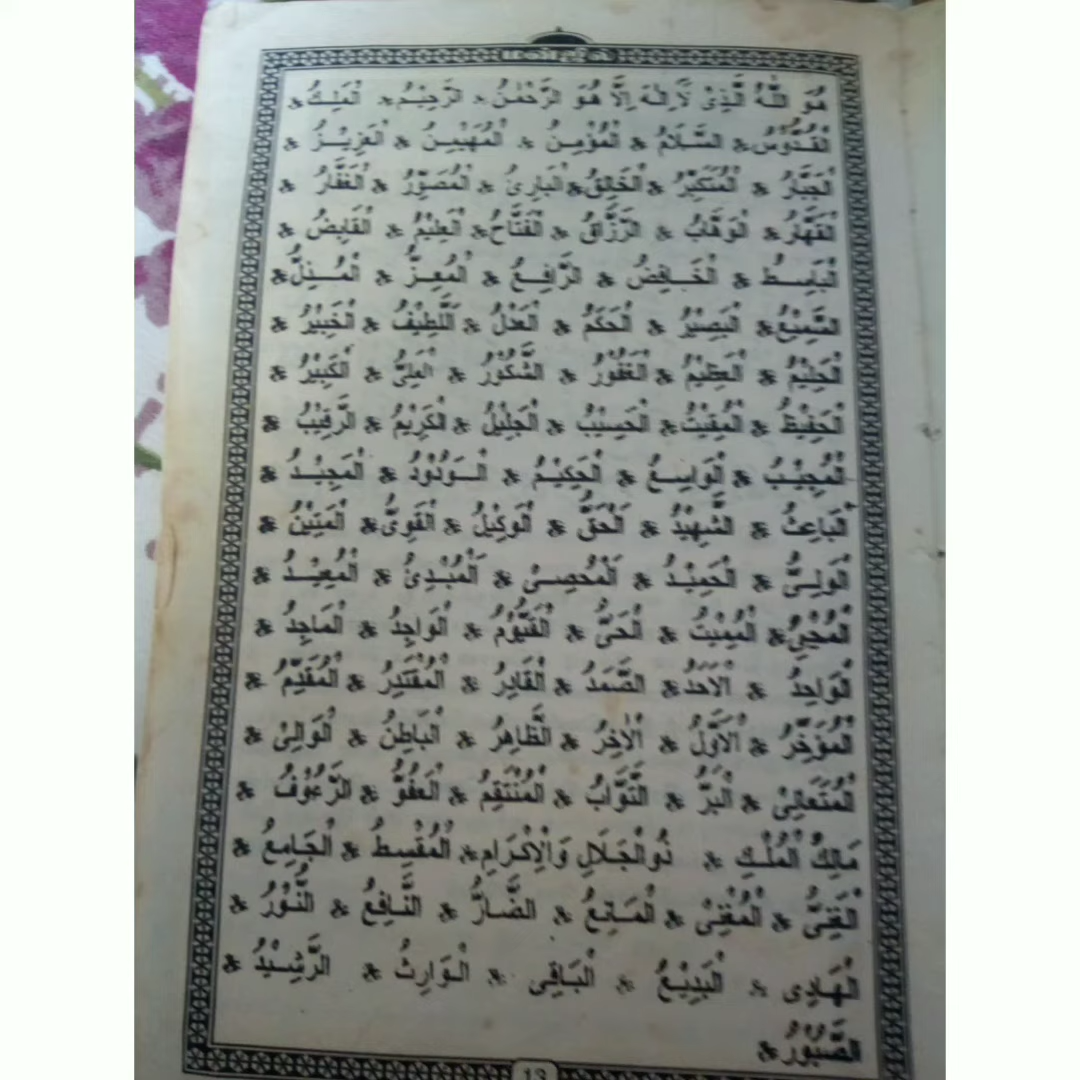 هُوَ اللّٰهُ الَّذِىْ لَآ اِلٰهَ اِلَّا هُوَ الرَّحْمٰنُ * الرَّحِيْمُ * الْمَلِكُ *
الْقُدُّوْسُ * السَّلَامُ * الْمُؤْمِنُ * الْمُهَيْمِنُ * الْعَزِيْزُ *
الْجَبَّارُ * الْمُتَكَبِّرُ * الْخَالِقُ * الْبَارِئُ * الْمُصَوِّرُ * الْغَفَّارُ *
الْقَهَّارُ * الْوَهَّابُ * الرَّزَّاقُ * الْفَتَّاحُ * الْعَلِيْمُ * الْقَابِضُ *
الْبَاسِطُ * الْخَافِضُ * الرَّافِعُ * الْمُعِزُّ * الْمُذِلُّ *
السَّمِيْعُ * الْبَصِيْرُ * الْحَكَمُ * الْعَدْلُ * اللَّطِيْفُ * الْخَبِيْرُ *
الْحَلِيْمُ * الْعَظِيْمُ * الْغَفُوْرُ * الشَّكُوْرُ * الْعَلِىُّ * الْكَبِيْرُ *
الْحَفِيْظُ * الْمُقِيْتُ * الْحَسِيْبُ * الْجَلِيْلُ * الْكَرِيْمُ * الرَّقِيْبُ *
الْمُجِيْبُ * الْوَاسِعُ * الْحَكِيْمُ * الْوَدُوْدُ * الْمَجِيْدُ *
الْبَاعِثُ * الشَّهِيْدُ * الْحَقُّ * الْوَكِيْلُ * الْقَوِىُّ * الْمَتِيْنُ *
الْوَلِىُّ * الْحَمِيْدُ * الْمُحْصِىْ * الْمُبْدِئُ * الْمُعِيْدُ *
الْمُحْيِىْ * الْمُمِيْتُ * الْحَىُّ * الْقَيُّوْمُ * الْوَاجِدُ * الْمَاجِدُ *
الْوَاحِدُ * الْاَحَدُ * الصَّمَدُ * الْقَادِرُ * الْمُقْتَدِرُ * الْمُقَدِّمُ *
الْمُؤَخِّرُ * الْاَوَّلُ * الْاٰخِرُ * الظَّاهِرُ * الْبَاطِنُ * الْوَالِىْ *
الْمُتَعَالِىْ * الْبَرُّ * التَّوَّابُ * الْمُنْتَقِمُ * الْعَفُوُّ * الرَّءُوْفُ *
مَالِكُ الْمُلْكِ * ذُوالْجَلَالِ وَالْاِكْرَامِ * الْمُقْسِطُ * الْجَامِعُ *
الْغَنِىُّ * الْمُغْنِىْ * الْمَانِعُ * الضَّارُّ * النَّافِعُ * النُّوْرُ *
الْهَادِى * الْبَدِيْعُ * الْبَاقِى * الْوَارِثُ * الرَّشِيْدُ *
الصَّبُوْرُ *
13